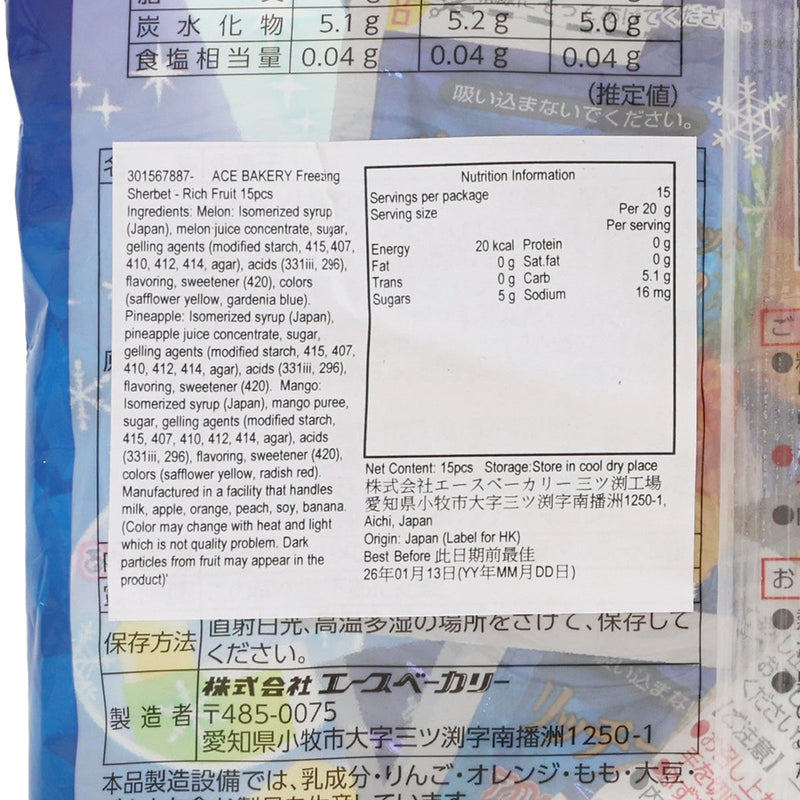 炭水化物 5.1g 5.2g 5.0g
食塩相当量 0.04g 0.04g 0.04g
(推定値)
吸い込まないでください。
301567887- ACE BAKERY Freezing
Sherbet - Rich Fruit 15pcs
Ingredients: Melon: Isomerized syrup
(Japan), melon juice concentrate, sugar,
gelling agents (modified starch, 415,407,
410, 412, 414, agar), acids (331iii, 296),
flavoring, sweetener (420), colors
(safflower yellow, gardenia blue).
Pineapple: Isomerized syrup (Japan),
pineapple juice concentrate, sugar,
gelling agents (modified starch, 415, 407,
410, 412, 414, agar), acids (331iii, 296),
flavoring, sweetener (420). Mango:
Isomerized syrup (Japan), mango puree,
sugar, gelling agents (modified starch,
415, 407, 410, 412, 414, agar), acids
(331iii, 296), flavoring, sweetener (420),
colors (safflower yellow, radish red).
Manufactured in a facility that handles
milk, apple, orange, peach, soy, banana.
(Color may change with heat and light
which is not quality problem. Dark
particles from fruit may appear in the
product)'
Nutrition Information
Servings per package 15
Serving size Per 20 g
Per serving
Energy 20 kcal Protein 0 g
Fat 0 g Sat.fat 0 g
Trans 0 g Carb 5.1 g
Sugars 5 g Sodium 16 mg
Net Content: 15pcs Storage:Store in cool dry place
株式会社エースベーカリー 三ツ渕工場
愛知県小牧市大字三ツ渕字南播洲1250-1,
Aichi, Japan
Origin: Japan (Label for HK)
Best Before 此日期前最佳
26年01月13日(YY年MM月DD日)
保存方法 直射日光、高温多湿の場所をさけて、保存して
ください。
製造者 株式会社 エースベーカリー
〒485-0075
愛知県小牧市大字三ツ渕字南播洲1250-1
本品製造設備では、乳成分・りんご・オレンジ・もも・大豆・